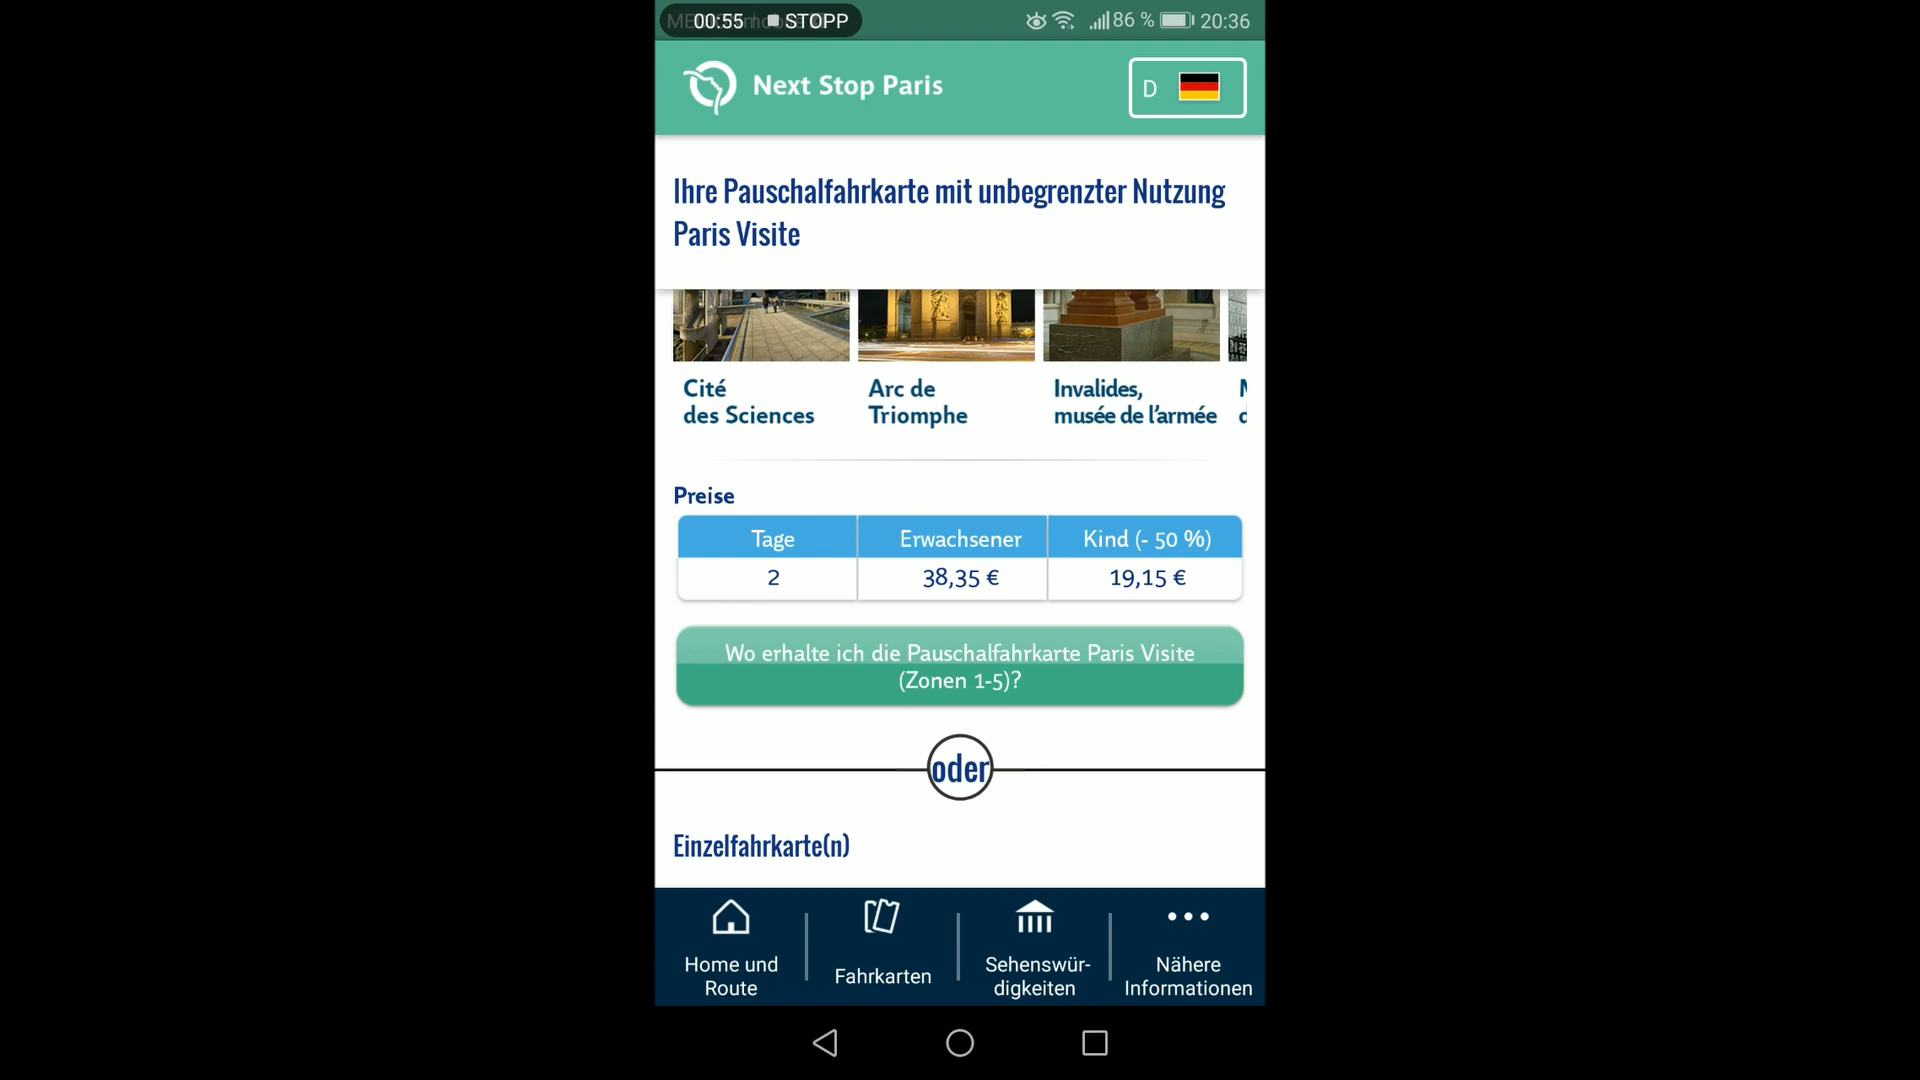 00:55 STOPP 86 % 20:36
Next Stop Paris
D
Ihre Pauschalfahrkarte mit unbegrenzter Nutzung
Paris Visite
Cité
des Sciences
Arc de
Triomphe
Invalides,
musée de l'armée
Preise
Tage Erwachsener Kind (- 50 %)
2 38,35 € 19,15 €
Wo erhalte ich die Pauschalfahrkarte Paris Visite
(Zonen 1-5)?
oder
Einzelfahrkarte(n)
Home und
Route
Fahrkarten
Sehenswür-
digkeiten
Nähere
Informationen